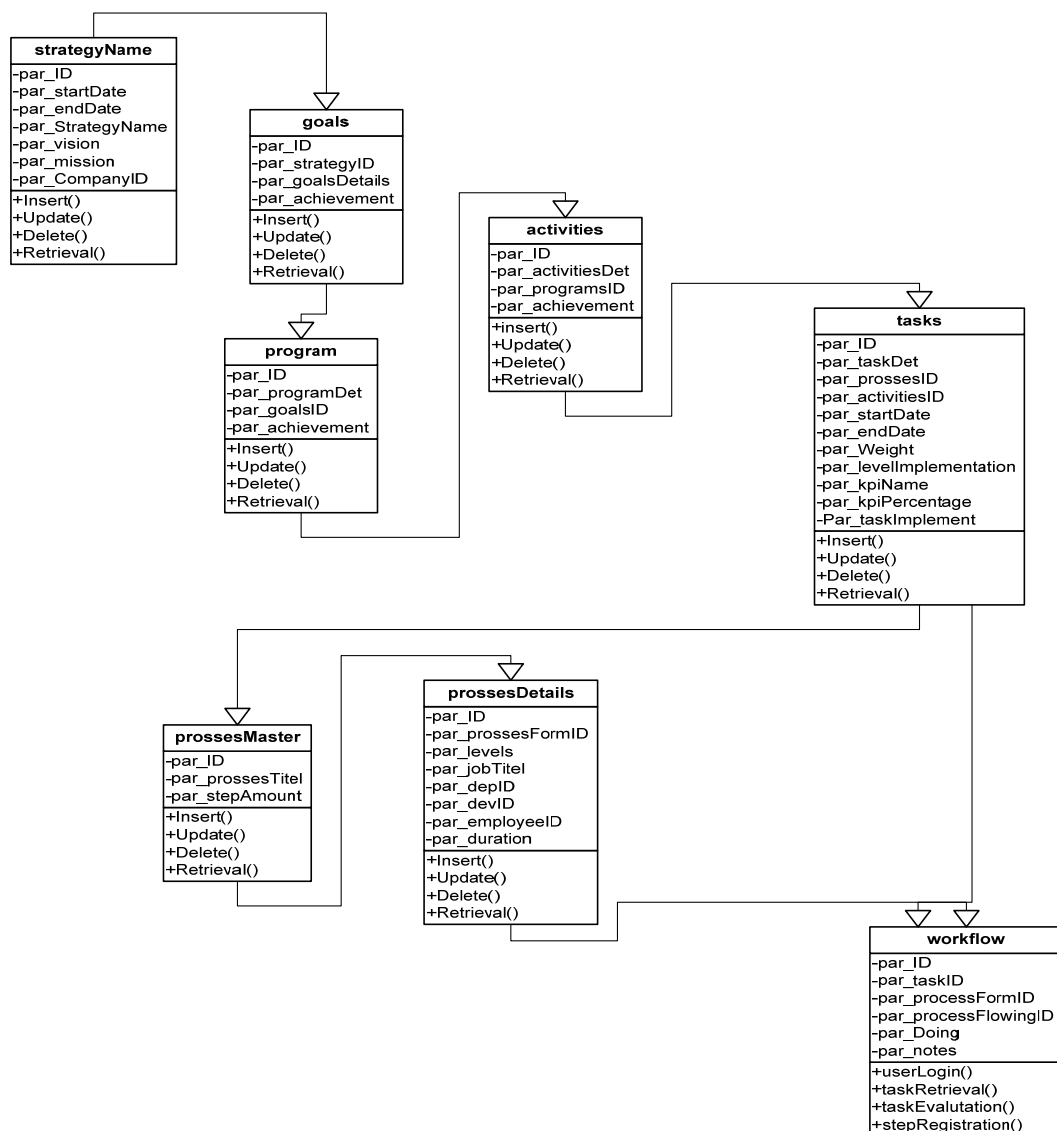 strategyName
-par_ID
-par_startDate
-par_endDate
-par_StrategyName
-par_vision
-par_mission
-par_CompanyID
+Insert()
+Update()
+Delete()
+Retrieval()
goals
-par_ID
-par_strategyID
-par_goalsDetails
-par_achievement
+Insert()
+Update()
+Delete()
+Retrieval()
program
-par_ID
-par_programDet
-par_goalsID
-par_achievement
+Insert()
+Update()
+Delete()
+Retrieval()
activities
-par_ID
-par_activitiesDet
-par_programsID
-par_achievement
+insert()
+Update()
+Delete()
+Retrieval()
tasks
-par_ID
-par_taskDet
-par_prossesID
-par_activitiesID
-par_startDate
-par_endDate
-par_Weight
-par_levelImplementation
-par_kpiName
-par_kpiPercentage
-Par_taskImplement
+Insert()
+Update()
+Delete()
+Retrieval()
prossesMaster
-par_ID
-par_prossesTitel
-par_stepAmount
+Insert()
+Update()
+Delete()
+Retrieval()
prossesDetails
-par_ID
-par_prossesFormID
-par_levels
-par_jobTitel
-par_depID
-par_devID
-par_employeeID
-par_duration
+Insert()
+Update()
+Delete()
+Retrieval()
workflow
-par_ID
-par_taskID
-par_processFormID
-par_processFlowingID
-par_Doing
-par_notes
+userLogin()
+taskRetrieval()
+taskEvalutation()
+stepRegistration()